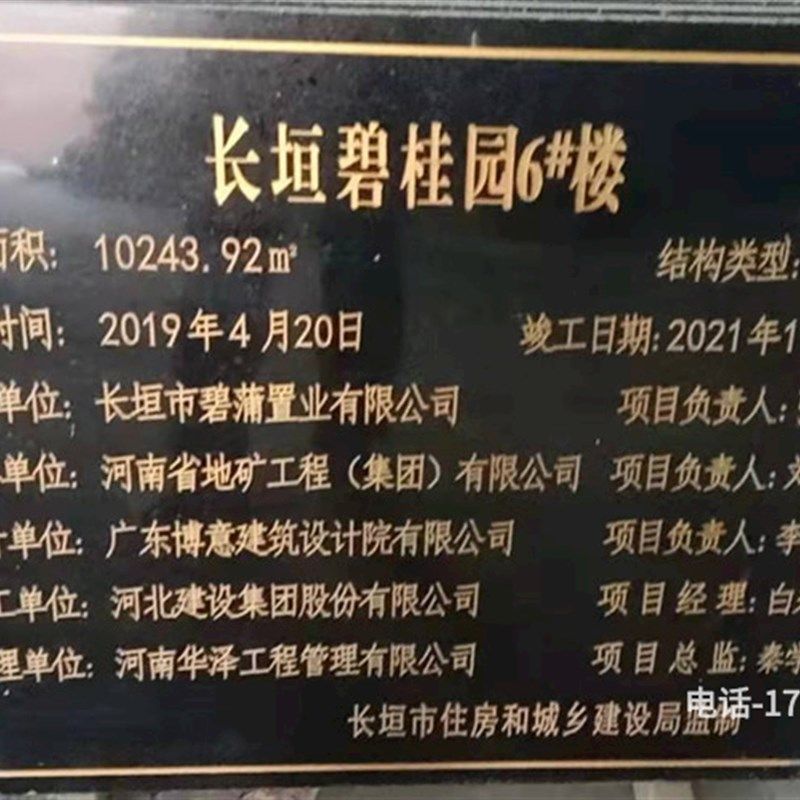 长垣碧桂园6#楼
面积：10243.92㎡ 结构类型：
时间：2019年4月20日 竣工日期：2021年1
单位：长垣市碧蒲置业有限公司 项目负责人：
单位：河南省地矿工程（集团）有限公司 项目负责人：刘
计单位：广东博意建筑设计院有限公司 项目负责人：李
工单位：河北建设集团股份有限公司 项目经理：白
理单位：河南华泽工程管理有限公司 项目总监：秦学
长垣市住房和城乡建设局监制
电话-17